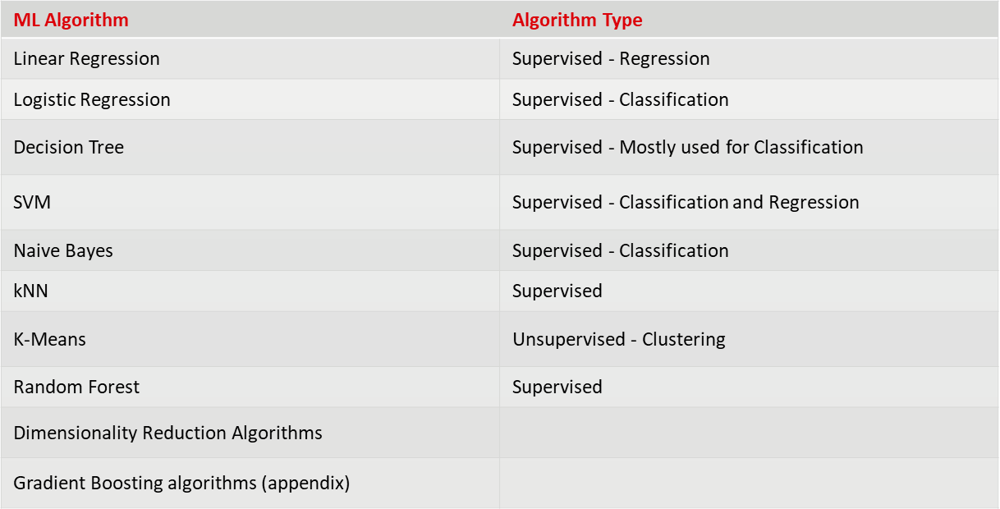 ML Algorithm Algorithm Type
Linear Regression Supervised - Regression
Logistic Regression Supervised - Classification
Decision Tree Supervised - Mostly used for Classification
SVM Supervised - Classification and Regression
Naive Bayes Supervised - Classification
kNN Supervised
K-Means Unsupervised - Clustering
Random Forest Supervised
Dimensionality Reduction Algorithms
Gradient Boosting algorithms (appendix)